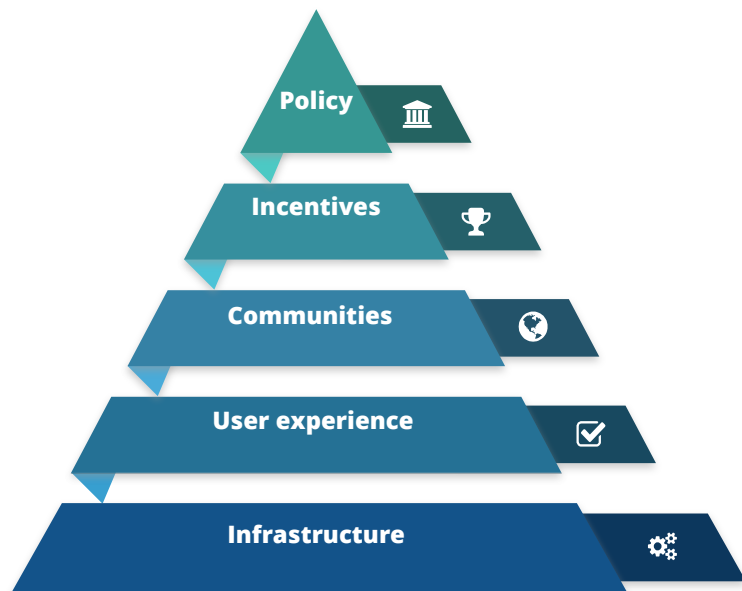 Policy
Incentives
Communities
User experience
Infrastructure